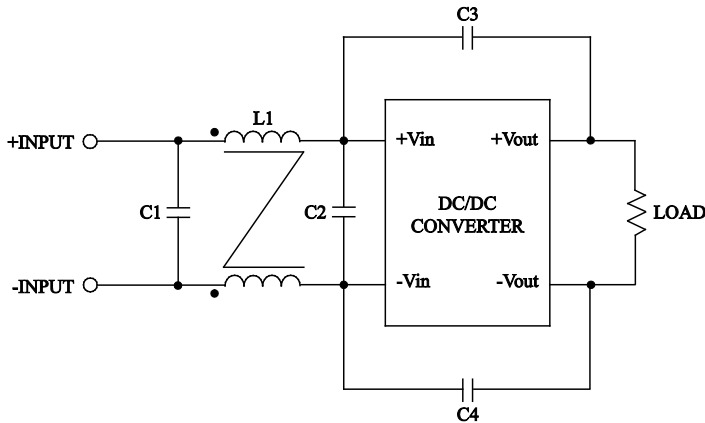 C3
L1
+INPUT
+Vin
+Vout
C1
C2
DC/DC
CONVERTER
LOAD
-INPUT
-Vin
-Vout
C4